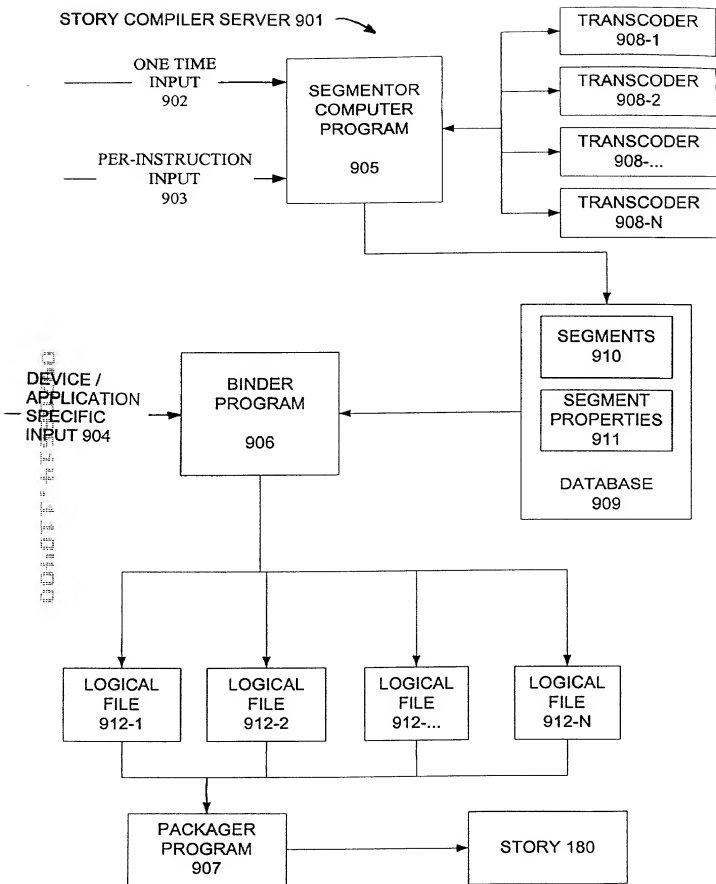 STORY COMPILER SERVER 901
ONE TIME
INPUT
902
PER-INSTRUCTION
INPUT
903
SEGMENTOR
COMPUTER
PROGRAM
905
TRANSCODER
908-1
TRANSCODER
908-2
TRANSCODER
908-...
TRANSCODER
908-N
SEGMENTS
910
SEGMENT
PROPERTIES
911
DATABASE
909
DEVICE /
APPLICATION
SPECIFIC
INPUT 904
BINDER
PROGRAM
906
LOGICAL
FILE
912-1
LOGICAL
FILE
912-2
LOGICAL
FILE
912-...
LOGICAL
FILE
912-N
PACKAGER
PROGRAM
907
STORY 180